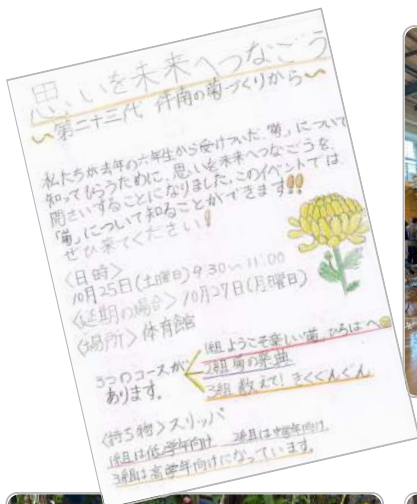 思いを未来へつなごう
～第二十三代 伴南の菊づくりから～
私たちが去年の六年生から受けついだ「菊」について
知ってもらうために、思いを未来へつなごうを、
開さいすることになりました。このイベントでは
「菊」について知ることができます!!
ぜひ来てください!
〈日時〉
10月25日(土曜日)9:30～11:00
〈延期の場合〉10月27日(月曜日)
〈場所〉体育館
3つのコースが
あります。
1組 ようこそ楽しい菊ひろばへ
2組 菊の祭典
3組 教えて!きくぐんぐん
〈持ち物〉スリッパ
1組は低学年向け 2組は中学年向け
3組は高学年向けになっています。